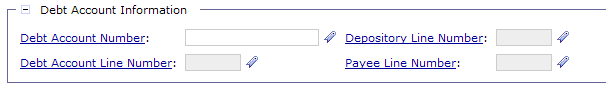 Debt Account Information
Debt Account Number: Depository Line Number:
Debt Account Line Number: Payee Line Number: